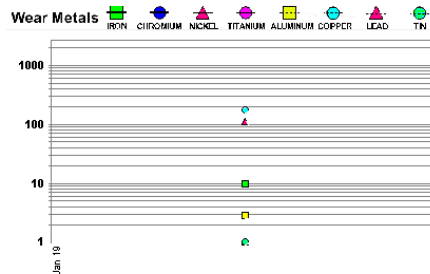 Wear Metals IRON CHROMIUM NICKEL TITANIUM ALUMINUM COPPER LEAD TIN
1000
100
10
1
Jan 19